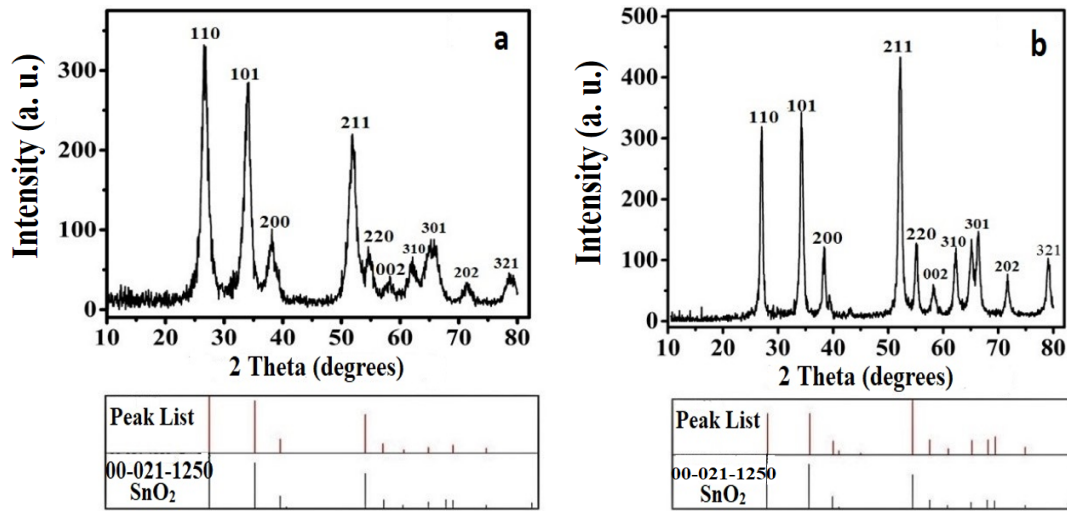 a
110
101
211
200
220
002
310
301
202
321
300
200
100
0
Intensity (a. u.)
10 20 30 40 50 60 70 80
2 Theta (degrees)
Peak List
00-021-1250
SnO₂
b
500
400
300
200
100
0
Intensity (a. u.)
211
110
101
200
220
002
310
301
202
321
10 20 30 40 50 60 70 80
2 Theta (degrees)
Peak List
00-021-1250
SnO₂